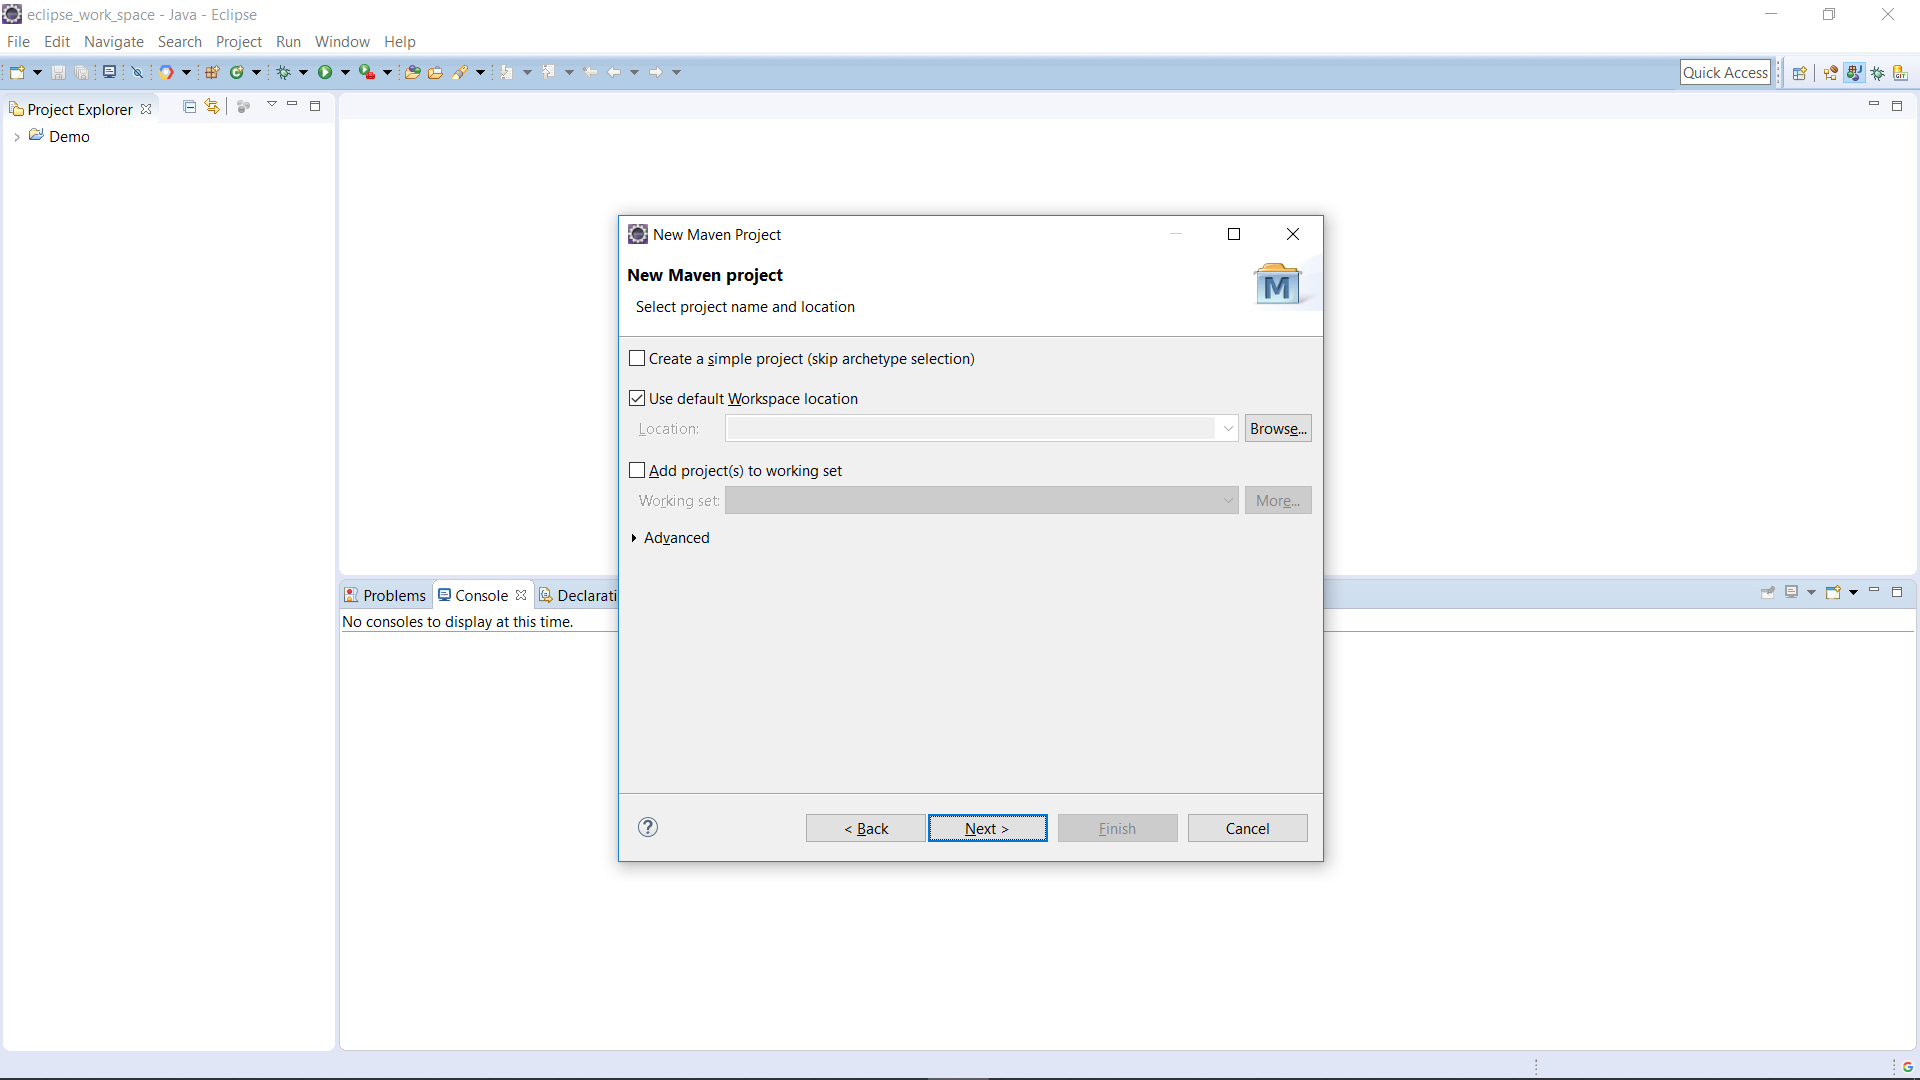 eclipse_work_space - Java - Eclipse
File Edit Navigate Search Project Run Window Help
Quick Access
Project Explorer
Demo
New Maven Project
New Maven project
M
Select project name and location
Create a simple project (skip archetype selection)
Use default Workspace location
Location: Browse...
Add project(s) to working set
Working set: More...
Advanced
Problems Console Declarati
No consoles to display at this time.
? < Back Next > Finish Cancel